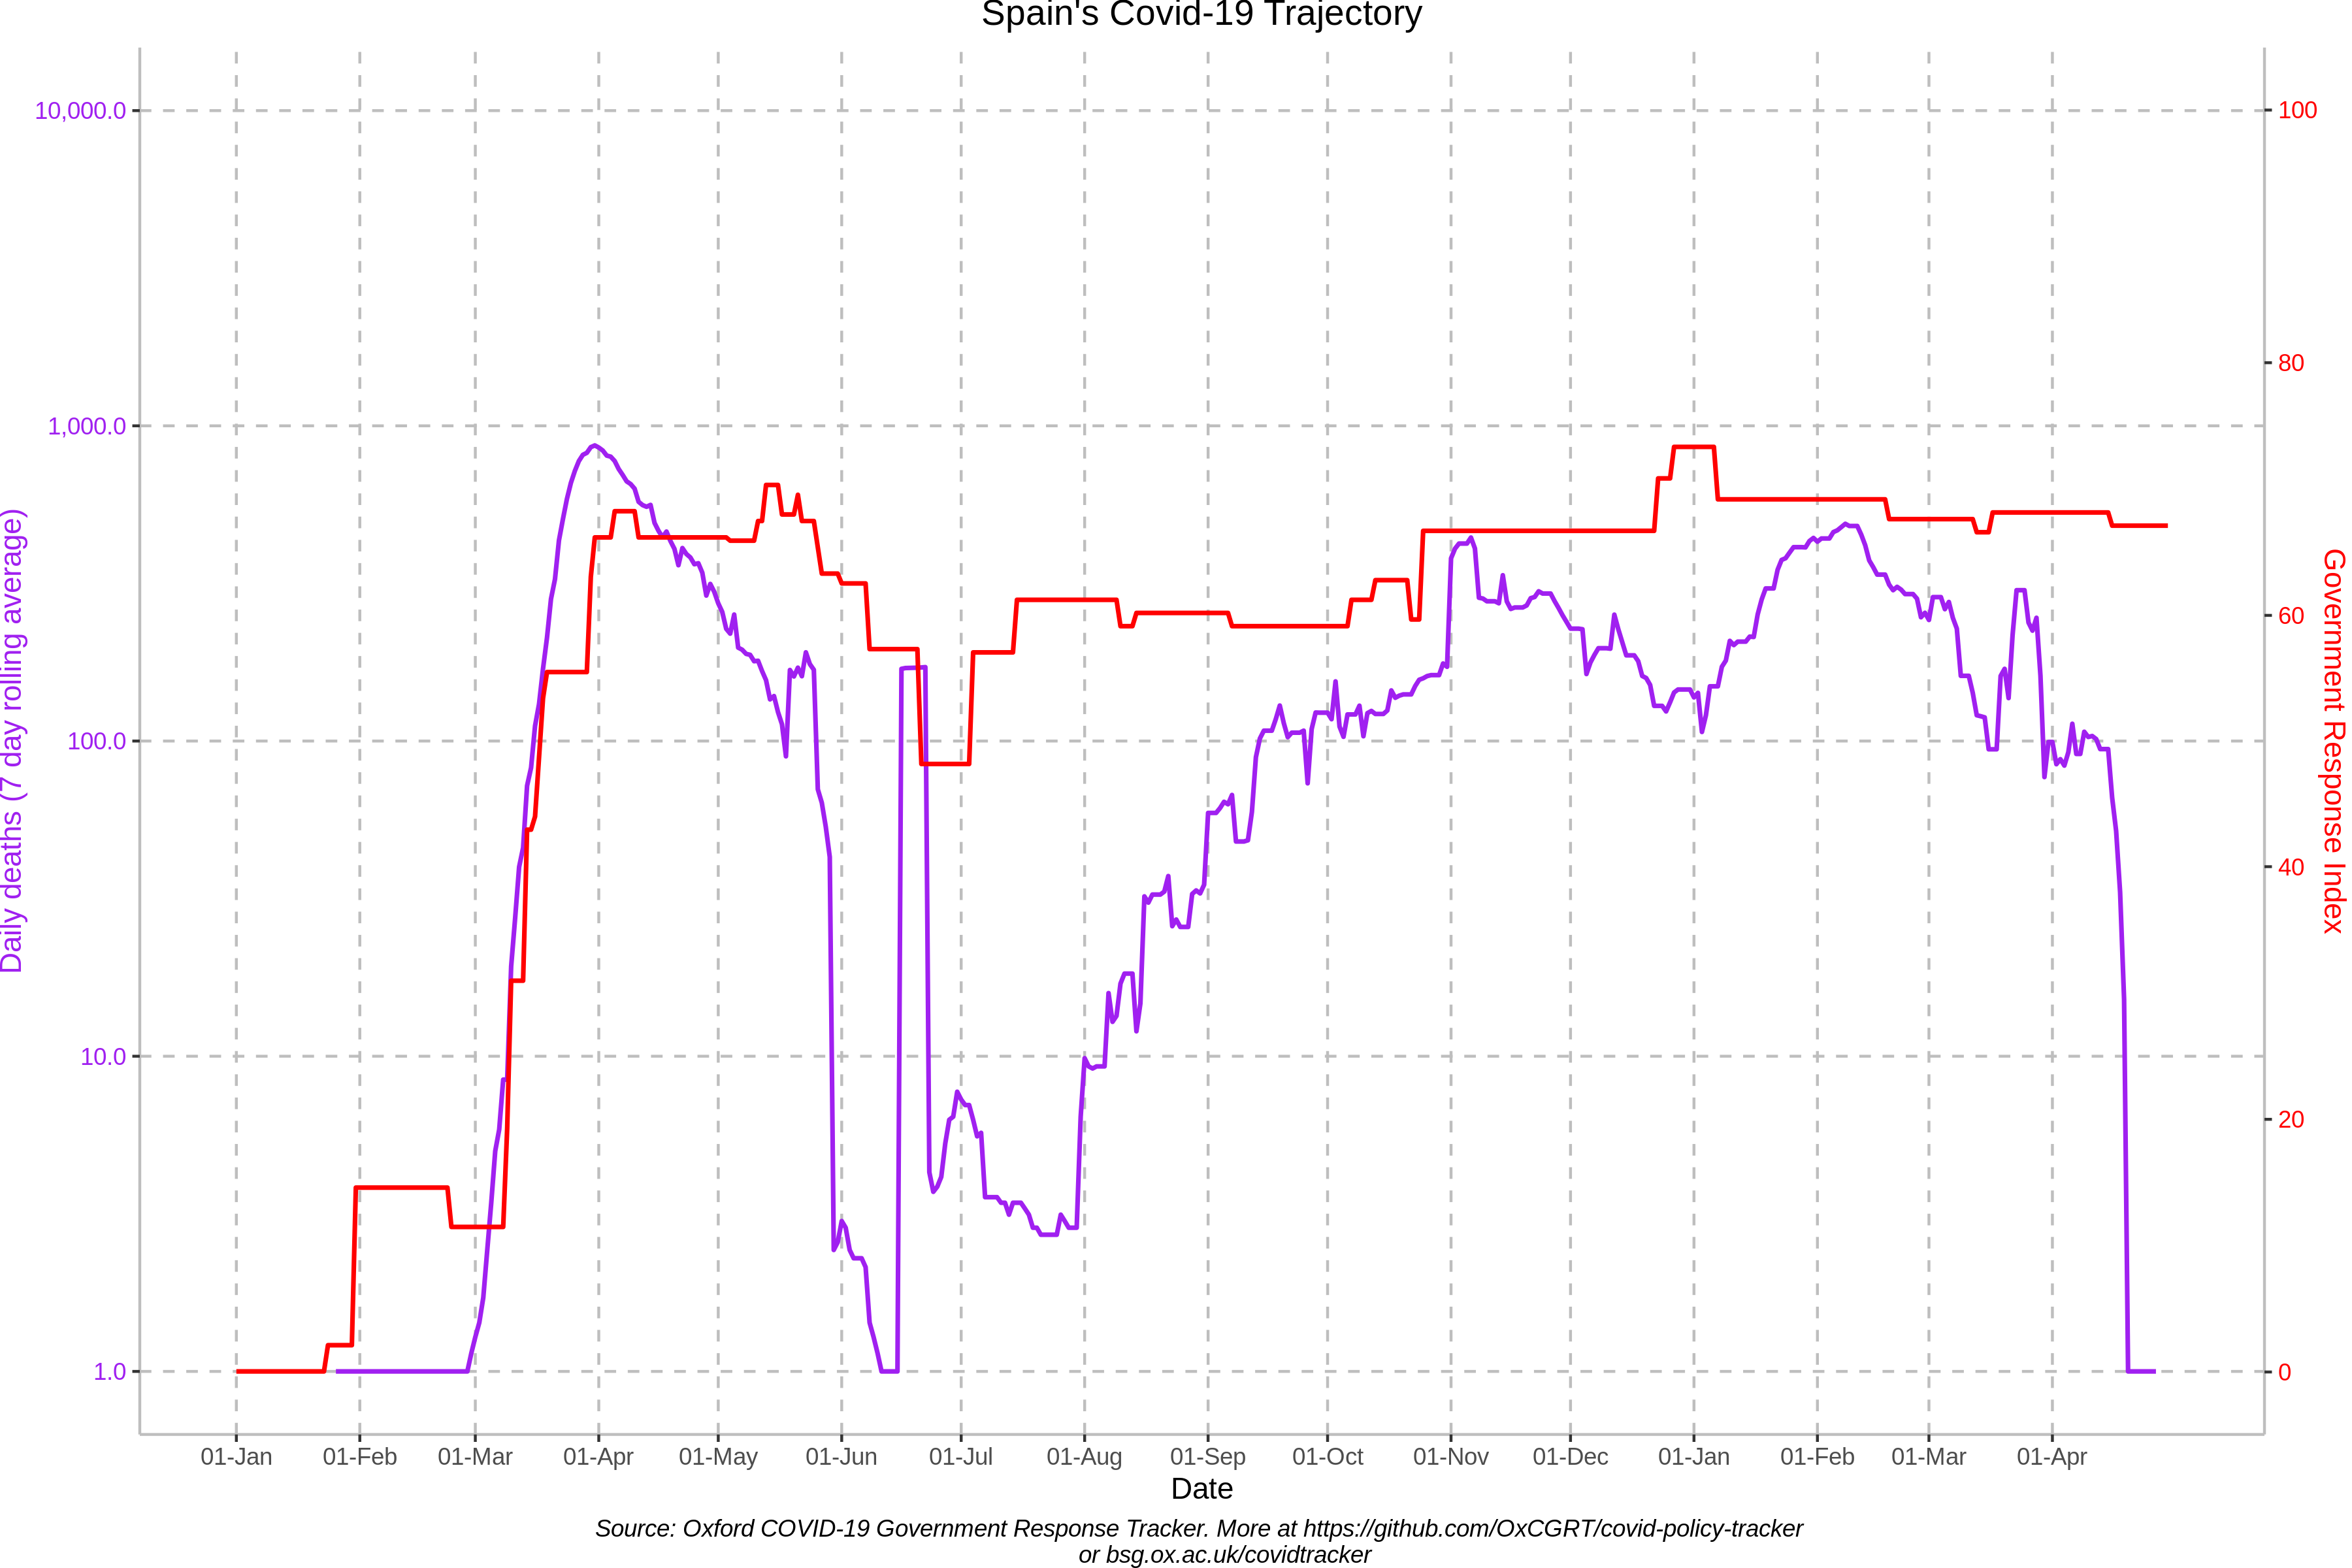 Spain's Covid-19 Trajectory
10,000.0
1,000.0
100.0
10.0
1.0
Daily deaths (7 day rolling average)
100
80
60
40
20
0
Government Response Index
01-Jan 01-Feb 01-Mar 01-Apr 01-May 01-Jun 01-Jul 01-Aug 01-Sep 01-Oct 01-Nov 01-Dec 01-Jan 01-Feb 01-Mar 01-Apr
Date
Source: Oxford COVID-19 Government Response Tracker. More at https://github.com/OxCGRT/covid-policy-tracker
or bsg.ox.ac.uk/covidtracker